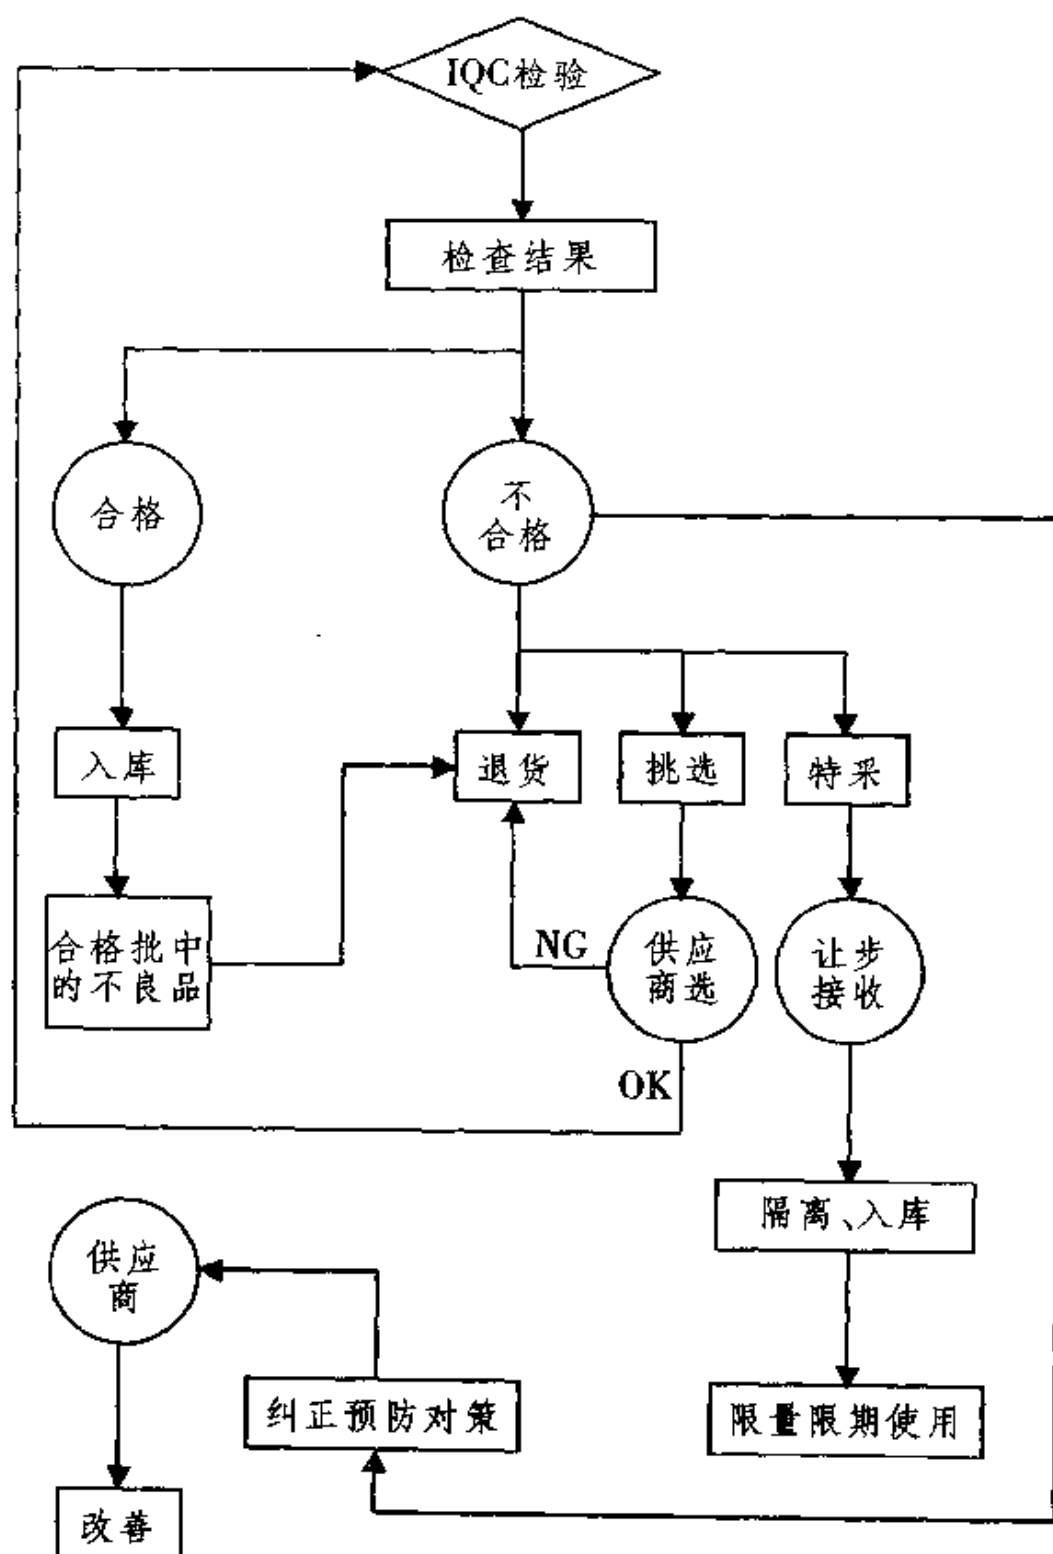 IQC检验
检查结果
合格
不
合格
入库
退货
挑选
特采
合格批中
的不良品
NG
供应
商选
让步
接收
OK
隔离、入库
供应
商
纠正预防对策
限量限期使用
改善